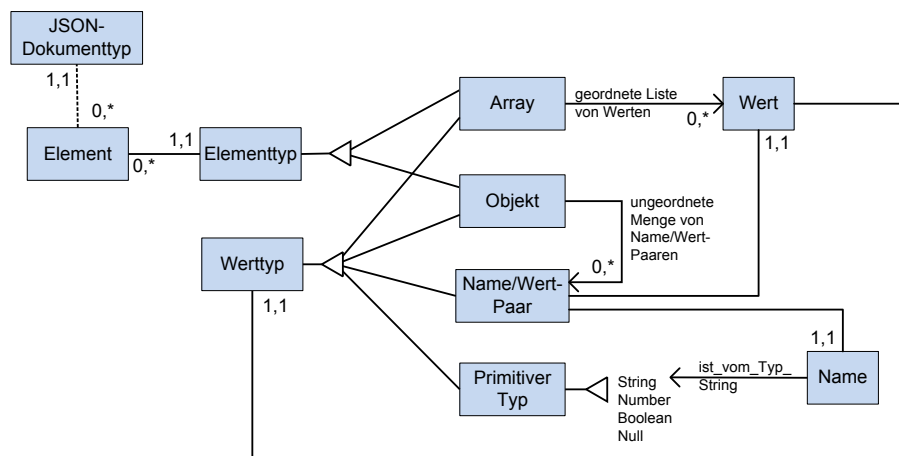 JSON-
Dokumenttyp
1,1
0,*
Element
0,*
1,1
Elementtyp
Array
geordnete Liste
von Werten
0,*
Wert
1,1
Objekt
ungeordnete
Menge von
Name/Wert-
Paaren
0,*
Werttyp
1,1
Name/Wert-
Paar
1,1
Primitiver
Typ
String
Number
Boolean
Null
ist_vom_Typ_
String
Name